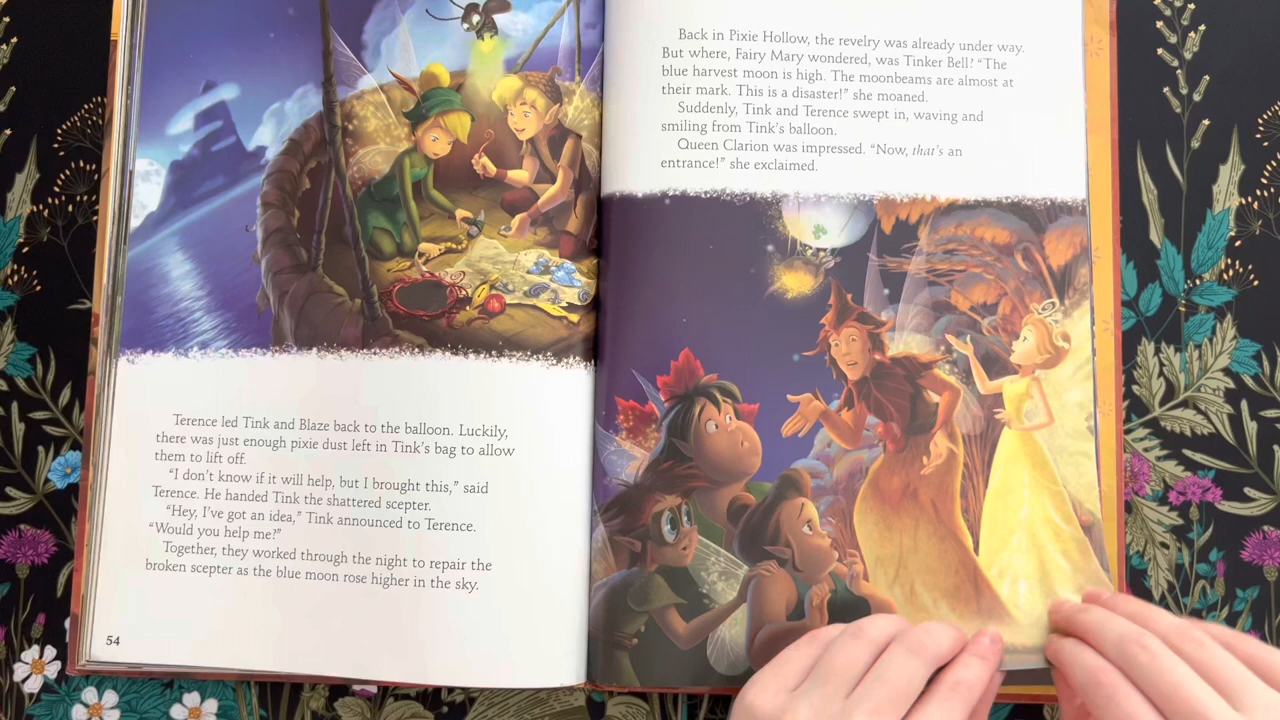 Terence led Tink and Blaze back to the balloon. Luckily,
there was just enough pixie dust left in Tink's bag to allow
them to lift off.
"I don't know if it will help, but I brought this," said
Terence. He handed Tink the shattered scepter.
"Hey, I've got an idea," Tink announced to Terence.
"Would you help me?"
Together, they worked through the night to repair the
broken scepter as the blue moon rose higher in the sky.
54
Back in Pixie Hollow, the revelry was already under way.
But where, Fairy Mary wondered, was Tinker Bell? "The
blue harvest moon is high. The moonbeams are almost at
their mark. This is a disaster!" she moaned.
Suddenly, Tink and Terence swept in, waving and
smiling from Tink's balloon.
Queen Clarion was impressed. "Now, that's an
entrance!" she exclaimed.